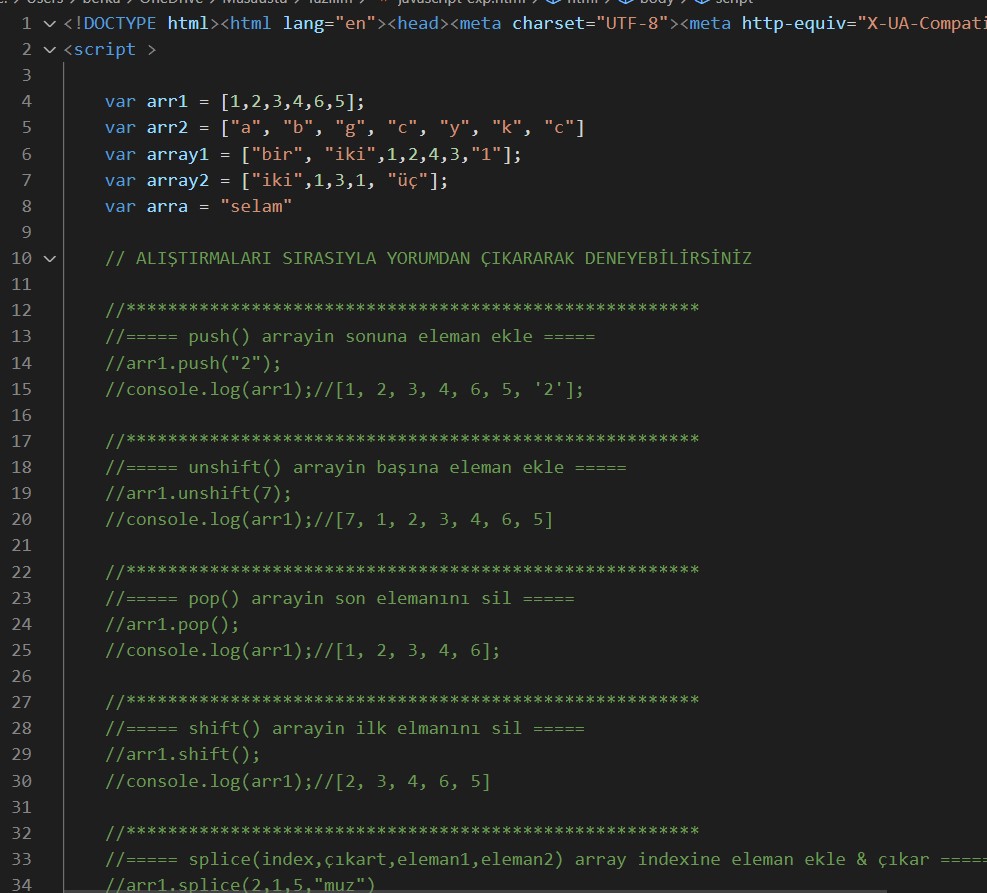 Users > Berka > OneDrive > Masaüstü > Yazılım > javascript-exp.html > html > body > script
1 <!DOCTYPE html><html lang="en"><head><meta charset="UTF-8"><meta http-equiv="X-UA-Compati
2 <script >
3
4 var arr1 = [1,2,3,4,6,5];
5 var arr2 = ["a", "b", "g", "c", "y", "k", "c"]
6 var array1 = ["bir", "iki",1,2,4,3,"1"];
7 var array2 = ["iki",1,3,1, "üç"];
8 var arra = "selam"
9
10 // ALIŞTIRMALARI SIRASIYLA YORUMDAN ÇIKARARAK DENEYEBİLİRSİNİZ
11
12 //*******************************************************
13 //===== push() arrayin sonuna eleman ekle =====
14 //arr1.push("2");
15 //console.log(arr1);//[1, 2, 3, 4, 6, 5, '2'];
16
17 //*******************************************************
18 //===== unshift() arrayin başına eleman ekle =====
19 //arr1.unshift(7);
20 //console.log(arr1);//[7, 1, 2, 3, 4, 6, 5]
21
22 //*******************************************************
23 //===== pop() arrayin son elemanını sil =====
24 //arr1.pop();
25 //console.log(arr1);//[1, 2, 3, 4, 6];
26
27 //*******************************************************
28 //===== shift() arrayin ilk elmanını sil =====
29 //arr1.shift();
30 //console.log(arr1);//[2, 3, 4, 6, 5]
31
32 //*******************************************************
33 //===== splice(index,çıkart,eleman1,eleman2) array indexine eleman ekle & çıkar =====
34 //arr1.splice(2,1,5,"muz")